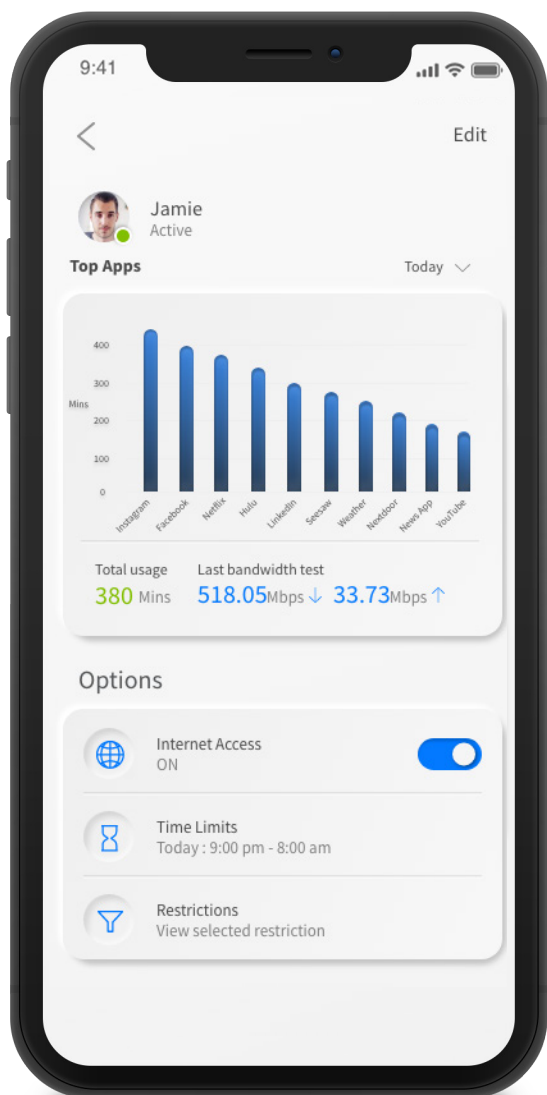 9:41
Edit
Jamie
Active
Top Apps
Today
400
300
Mins
200
100
0
Instagram
Facebook
Netflix
Hulu
LinkedIn
Seesaw
Weather
Nextdoor
News App
YouTube
Total usage Last bandwidth test
380 Mins 518.05Mbps ↓ 33.73Mbps ↑
Options
Internet Access
ON
Time Limits
Today : 9:00 pm - 8:00 am
Restrictions
View selected restriction